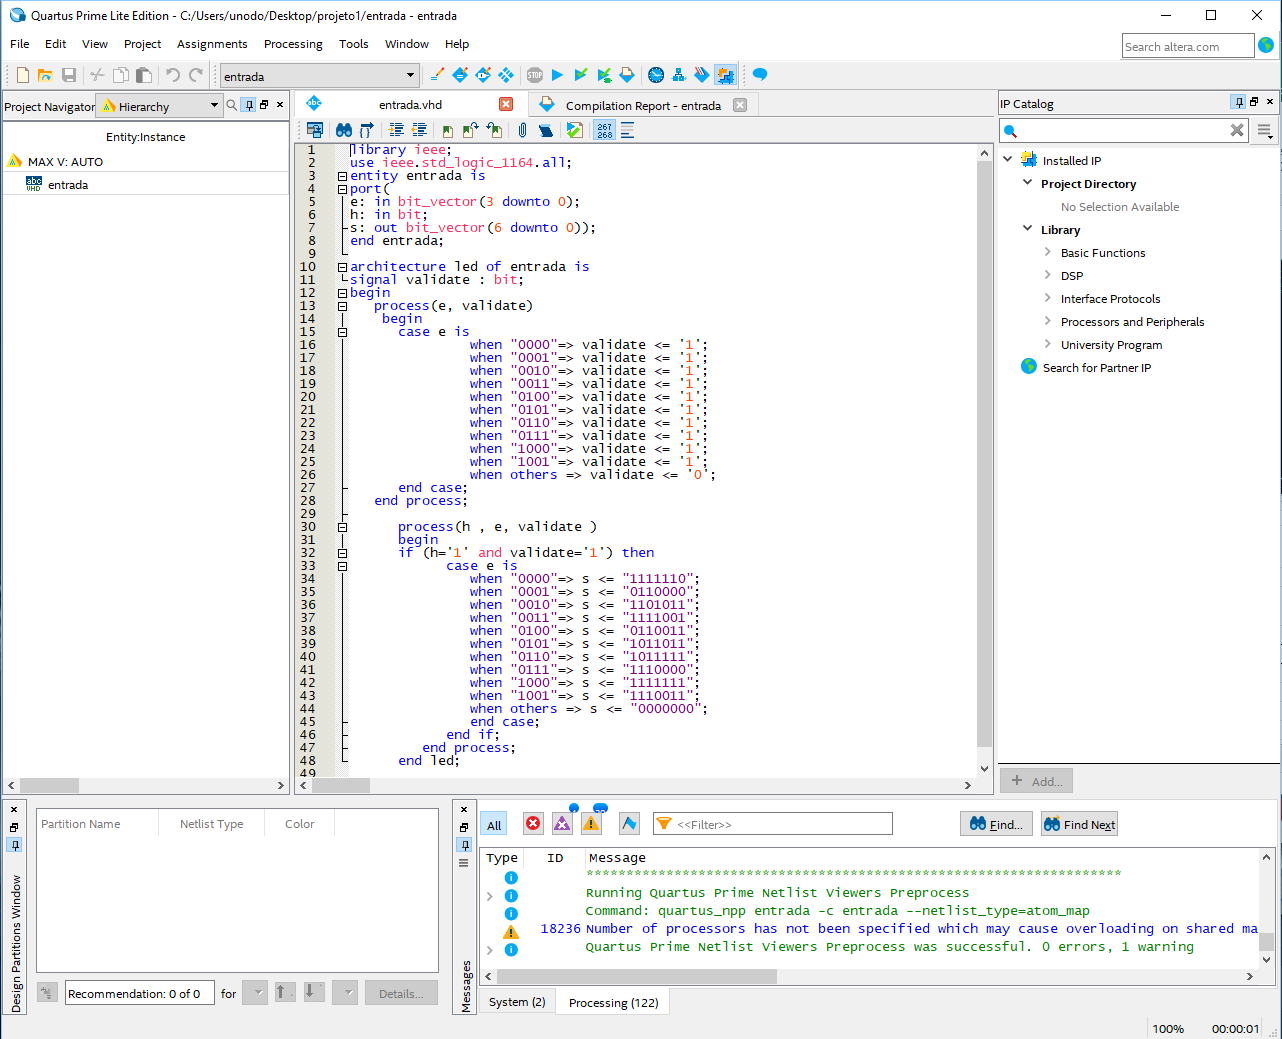 Quartus Prime Lite Edition - C:/Users/unodo/Desktop/projeto1/entrada - entrada
File Edit View Project Assignments Processing Tools Window Help
Search altera.com
entrada
Project Navigator Hierarchy
Entity:Instance
MAX V: AUTO
entrada
entrada.vhd
Compilation Report - entrada
267
268
1 library ieee;
2 use ieee.std_logic_1164.all;
3 entity entrada is
4 port(
5 e: in bit_vector(3 downto 0);
6 h: in bit;
7 s: out bit_vector(6 downto 0));
8 end entrada;
9
10 architecture led of entrada is
11 signal validate : bit;
12 begin
13 process(e, validate)
14 begin
15 case e is
16 when "0000"=> validate <= '1';
17 when "0001"=> validate <= '1';
18 when "0010"=> validate <= '1';
19 when "0011"=> validate <= '1';
20 when "0100"=> validate <= '1';
21 when "0101"=> validate <= '1';
22 when "0110"=> validate <= '1';
23 when "0111"=> validate <= '1';
24 when "1000"=> validate <= '1';
25 when "1001"=> validate <= '1';
26 when others => validate <= '0';
27 end case;
28 end process;
29
30 process(h , e, validate )
31 begin
32 if (h='1' and validate='1') then
33 case e is
34 when "0000"=> s <= "1111110";
35 when "0001"=> s <= "0110000";
36 when "0010"=> s <= "1101011";
37 when "0011"=> s <= "1111001";
38 when "0100"=> s <= "0110011";
39 when "0101"=> s <= "1011011";
40 when "0110"=> s <= "1011111";
41 when "0111"=> s <= "1110000";
42 when "1000"=> s <= "1111111";
43 when "1001"=> s <= "1110011";
44 when others => s <= "0000000";
45 end case;
46 end if;
47 end process;
48 end led;
49
IP Catalog
Installed IP
Project Directory
No Selection Available
Library
Basic Functions
DSP
Interface Protocols
Processors and Peripherals
University Program
Search for Partner IP
+ Add...
Partition Name Netlist Type Color
Design Partitions Window
Recommendation: 0 of 0 for Details...
Messages
All <<Filter>> Find... Find Next
Type ID Message
*******************************************************************
Running Quartus Prime Netlist Viewers Preprocess
Command: quartus_npp entrada -c entrada --netlist_type=atom_map
18236 Number of processors has not been specified which may cause overloading on shared ma
Quartus Prime Netlist Viewers Preprocess was successful. 0 errors, 1 warning
System (2) Processing (122)
100% 00:00:01